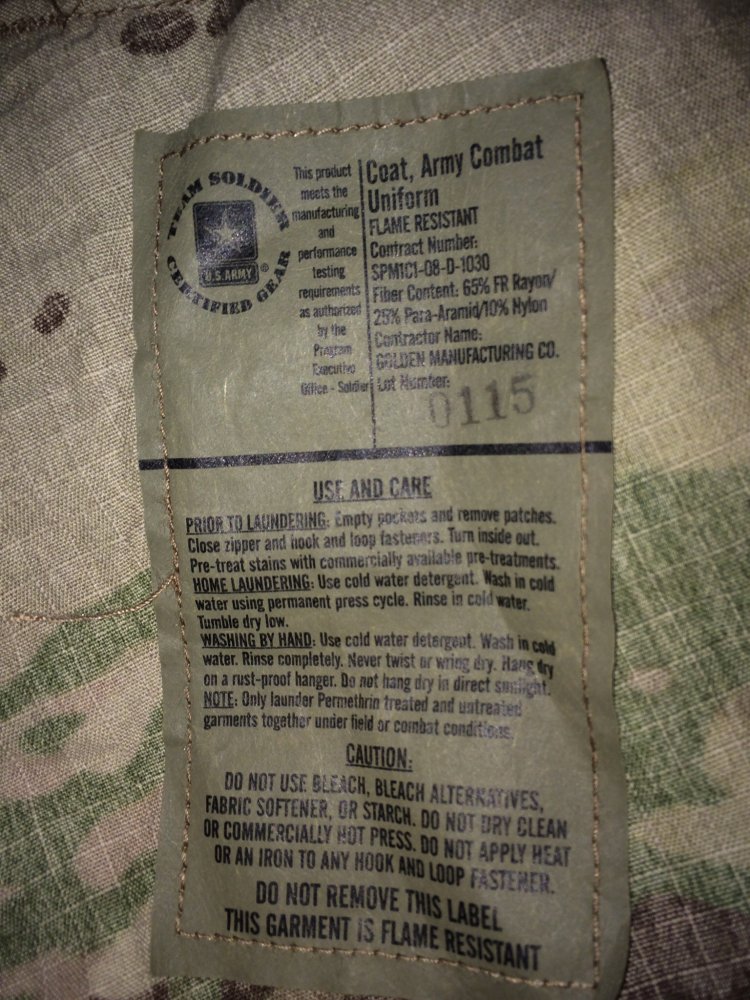 TEAM SOLDIER
U.S. ARMY ®
CERTIFIED GEAR
This product
meets the
manufacturing
and
performance
testing
requirements
as authorized
by the
Program
Executive
Office - Soldier
Coat, Army Combat
Uniform
FLAME RESISTANT
Contract Number:
SPM1C1-08-D-1030
Fiber Content: 65% FR Rayon/
25% Para-Aramid/10% Nylon
Contractor Name:
GOLDEN MANUFACTURING CO.
Lot Number:
0115
USE AND CARE
PRIOR TO LAUNDERING: Empty pockets and remove patches.
Close zipper and hook and loop fasteners. Turn inside out.
Pre-treat stains with commercially available pre-treatments.
HOME LAUNDERING: Use cold water detergent. Wash in cold
water using permanent press cycle. Rinse in cold water.
Tumble dry low.
WASHING BY HAND: Use cold water detergent. Wash in cold
water. Rinse completely. Never twist or wring dry. Hang dry
on a rust-proof hanger. Do not hang dry in direct sunlight.
NOTE: Only launder Permethrin treated and untreated
garments together under field or combat conditions.
CAUTION:
DO NOT USE BLEACH, BLEACH ALTERNATIVES,
FABRIC SOFTENER, OR STARCH. DO NOT DRY CLEAN
OR COMMERCIALLY HOT PRESS. DO NOT APPLY HEAT
OR AN IRON TO ANY HOOK AND LOOP FASTENER.
DO NOT REMOVE THIS LABEL
THIS GARMENT IS FLAME RESISTANT